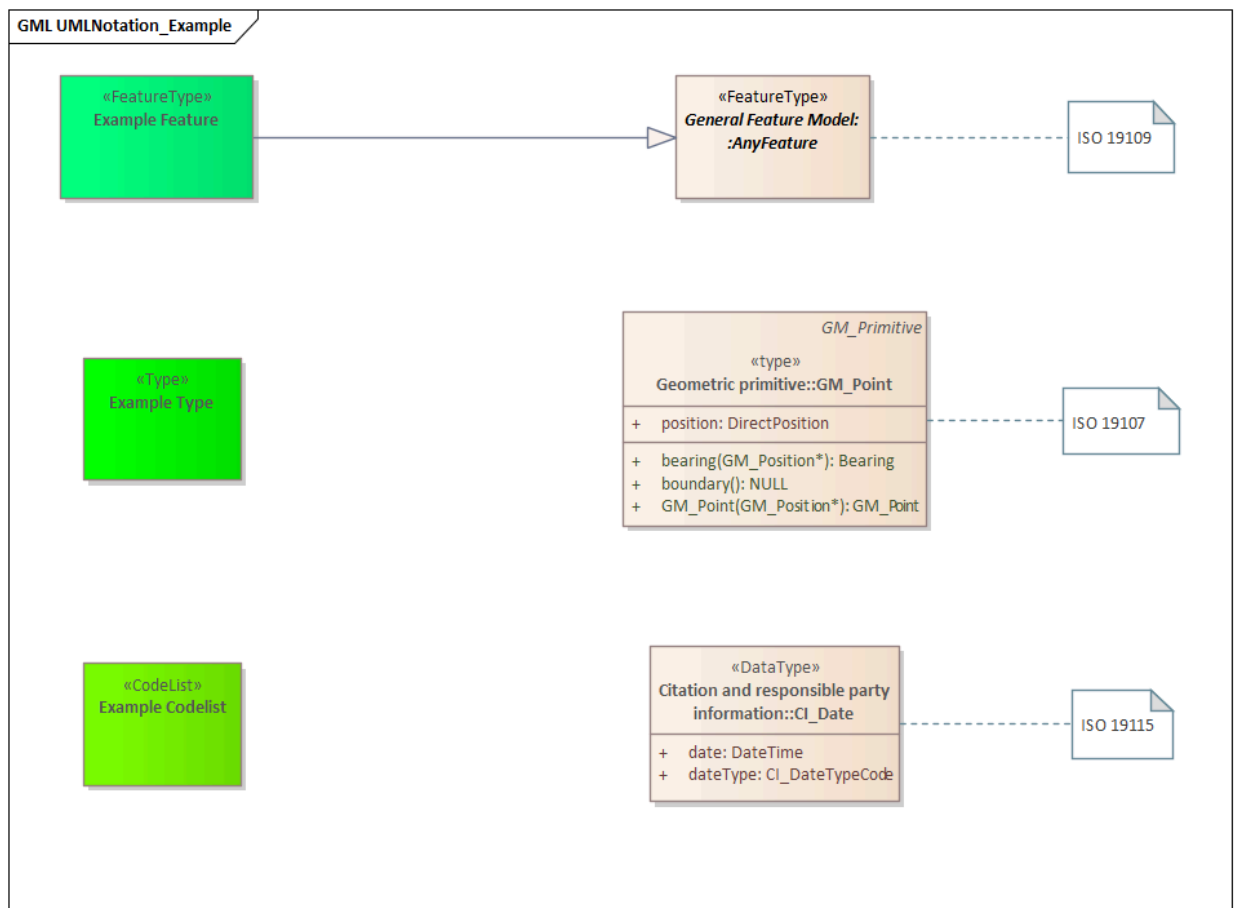 GML UMLNotation_Example
«FeatureType»
Example Feature
«FeatureType»
General Feature Model:
:AnyFeature
ISO 19109
«Type»
Example Type
GM_Primitive
«type»
Geometric primitive::GM_Point
+ position: DirectPosition
+ bearing(GM_Position*): Bearing
+ boundary(): NULL
+ GM_Point(GM_Position*): GM_Point
ISO 19107
«CodeList»
Example Codelist
«DataType»
Citation and responsible party
information::CI_Date
+ date: DateTime
+ dateType: CI_DateTypeCode
ISO 19115